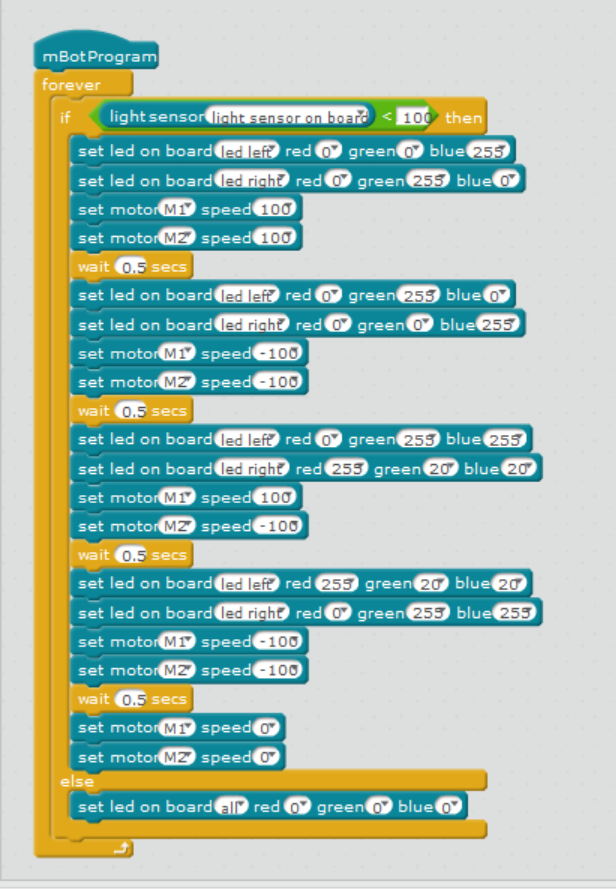 mBotProgram
forever
if light sensor light sensor on board < 100 then
set led on board led left red 0 green 0 blue 255
set led on board led right red 0 green 255 blue 0
set motor M1 speed 100
set motor M2 speed 100
wait 0.5 secs
set led on board led left red 0 green 255 blue 0
set led on board led right red 0 green 0 blue 255
set motor M1 speed -100
set motor M2 speed -100
wait 0.5 secs
set led on board led left red 0 green 255 blue 255
set led on board led right red 255 green 20 blue 20
set motor M1 speed 100
set motor M2 speed -100
wait 0.5 secs
set led on board led left red 255 green 20 blue 20
set led on board led right red 0 green 255 blue 255
set motor M1 speed -100
set motor M2 speed -100
wait 0.5 secs
set motor M1 speed 0
set motor M2 speed 0
else
set led on board all red 0 green 0 blue 0